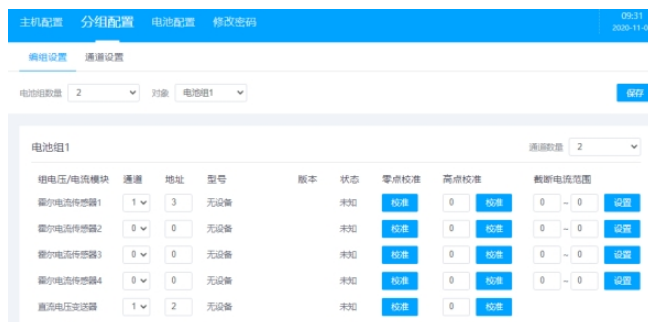 主机配置 分组配置 电池配置 修改密码 09:31
2020-11-0
编组设置 通道设置
电池组数量 2 对象 电池组1 保存
电池组1 通道数量 2
组电压/电流模块 通道 地址 型号 版本 状态 零点校准 高点校准 截断电流范围
霍尔电流传感器1 1 3 无设备 未知 校准 0 校准 0 ~ 0 设置
霍尔电流传感器2 0 0 无设备 未知 校准 0 校准 0 ~ 0 设置
霍尔电流传感器3 0 0 无设备 未知 校准 0 校准 0 ~ 0 设置
霍尔电流传感器4 0 0 无设备 未知 校准 0 校准 0 ~ 0 设置
直流电压变送器 1 2 无设备 未知 校准 0 校准